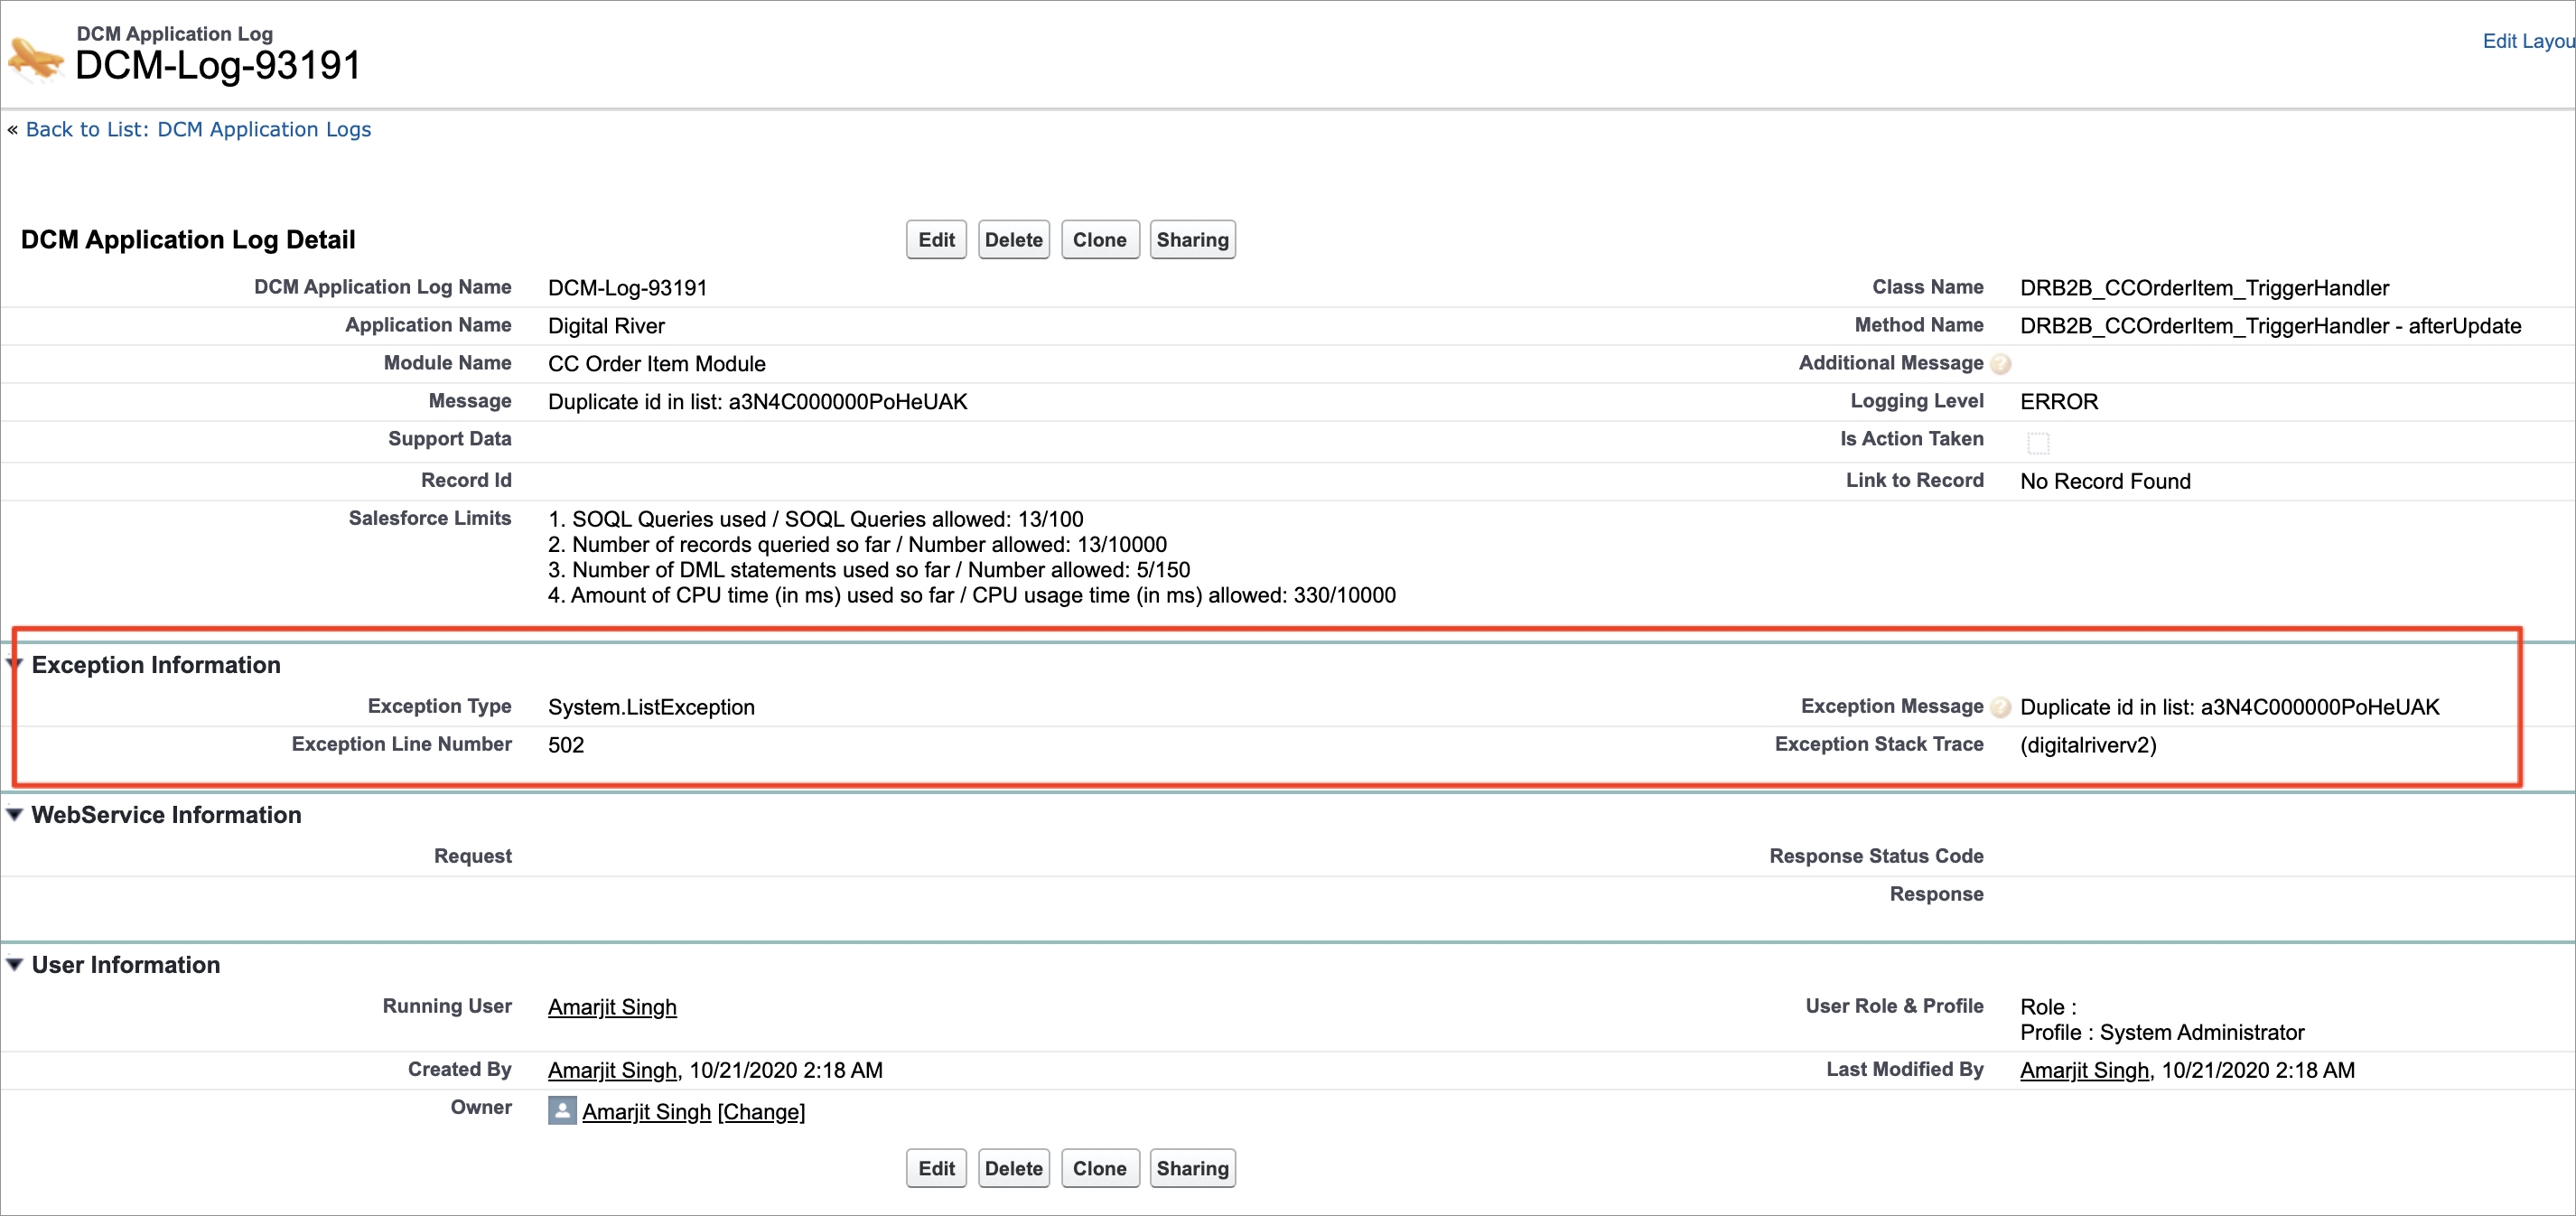 DCM Application Log
DCM-Log-93191
Edit Layou
« Back to List: DCM Application Logs
DCM Application Log Detail
Edit Delete Clone Sharing
DCM Application Log Name DCM-Log-93191 Class Name DRB2B_CCOrderItem_TriggerHandler
Application Name Digital River Method Name DRB2B_CCOrderItem_TriggerHandler - afterUpdate
Module Name CC Order Item Module Additional Message ?
Message Duplicate id in list: a3N4C000000PoHeUAK Logging Level ERROR
Support Data Is Action Taken
Record Id Link to Record No Record Found
Salesforce Limits 1. SOQL Queries used / SOQL Queries allowed: 13/100
2. Number of records queried so far / Number allowed: 13/10000
3. Number of DML statements used so far / Number allowed: 5/150
4. Amount of CPU time (in ms) used so far / CPU usage time (in ms) allowed: 330/10000
Exception Information
Exception Type System.ListException Exception Message ? Duplicate id in list: a3N4C000000PoHeUAK
Exception Line Number 502 Exception Stack Trace (digitalriverv2)
WebService Information
Request Response Status Code
Response
User Information
Running User Amarjit Singh User Role & Profile Role :
Profile : System Administrator
Created By Amarjit Singh, 10/21/2020 2:18 AM Last Modified By Amarjit Singh, 10/21/2020 2:18 AM
Owner Amarjit Singh [Change]
Edit Delete Clone Sharing